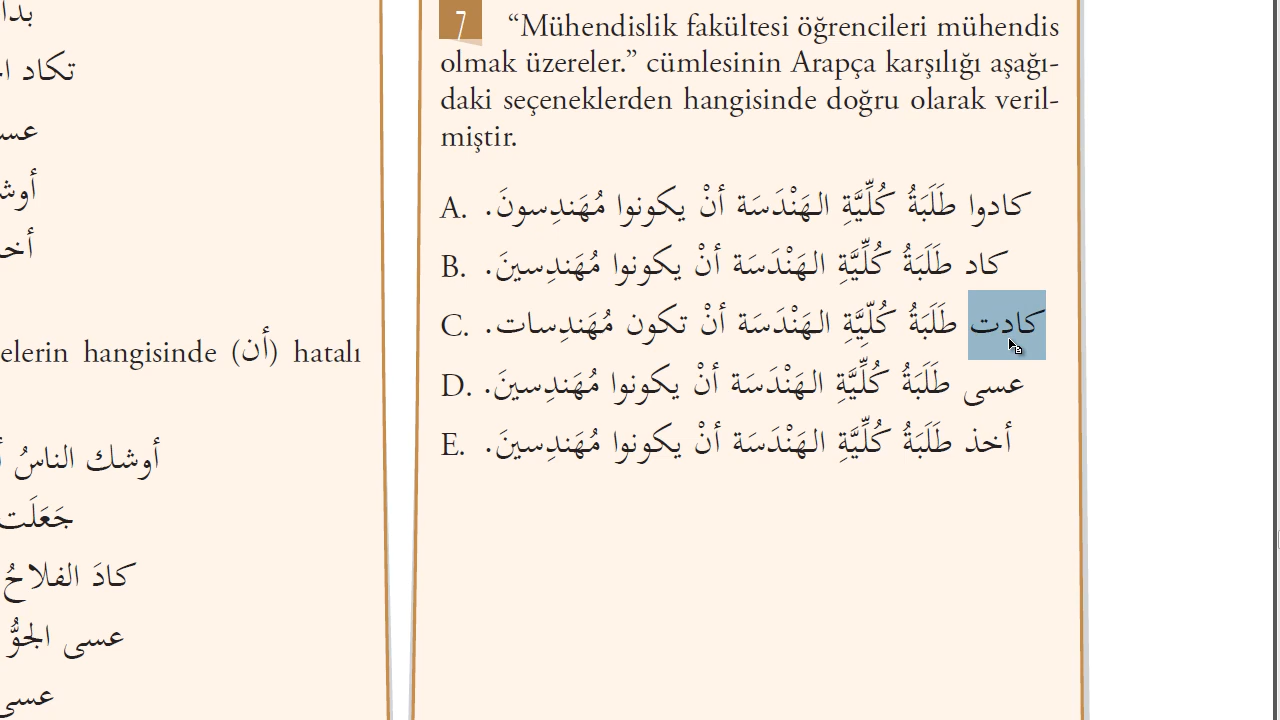 بدا
تكاد
عسى
أوش
أخذ
elerin hangisinde (أن) hatalı
أوشك الناسُ
جَعَلَت
كادَ الفلاحُ
عسى الجوُّ
عسى
7 “Mühendislik fakültesi öğrencileri mühendis
olmak üzereler.” cümlesinin Arapça karşılığı aşağı-
daki seçeneklerden hangisinde doğru olarak veril-
miştir.
A. كادوا طَلَبَةُ كُلِّيَّةِ الهَنْدَسَة أنْ يكونوا مُهَندِسونَ.
B. كاد طَلَبَةُ كُلِّيَّةِ الهَنْدَسَة أنْ يكونوا مُهَندِسينَ.
C. كادت طَلَبَةُ كُلِّيَّةِ الهَنْدَسَة أنْ تكون مُهَندِسات.
D. عسى طَلَبَةُ كُلِّيَّةِ الهَنْدَسَة أنْ يكونوا مُهَندِسينَ.
E. أخذ طَلَبَةُ كُلِّيَّةِ الهَنْدَسَة أنْ يكونوا مُهَندِسينَ.